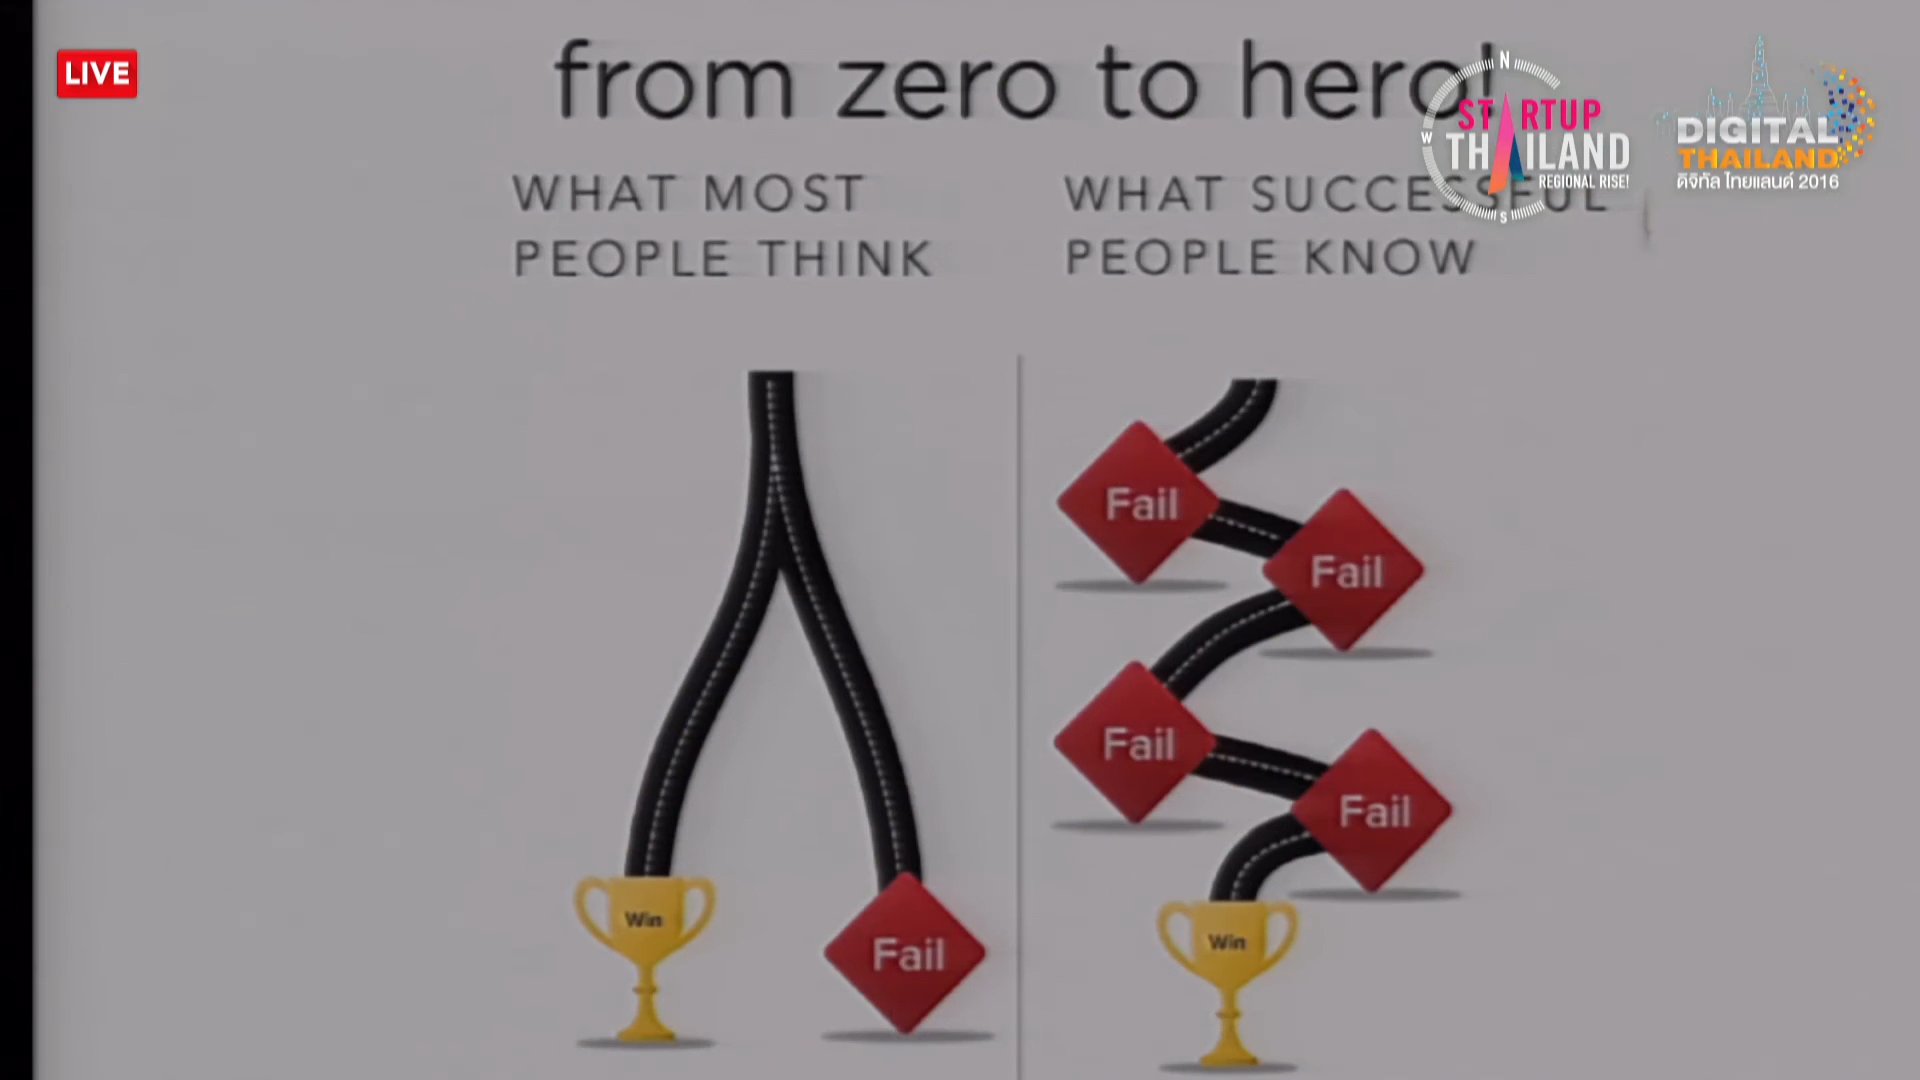 LIVE
from zero to hero!
STARTUP
THAILAND
REGIONAL RISE!
N
W
S
DIGITAL
THAILAND
ดิจิทัล ไทยแลนด์ 2016
WHAT MOST
PEOPLE THINK
WHAT SUCCESSFUL
PEOPLE KNOW
Fail
Fail
Fail
Fail
Win
Fail
Win